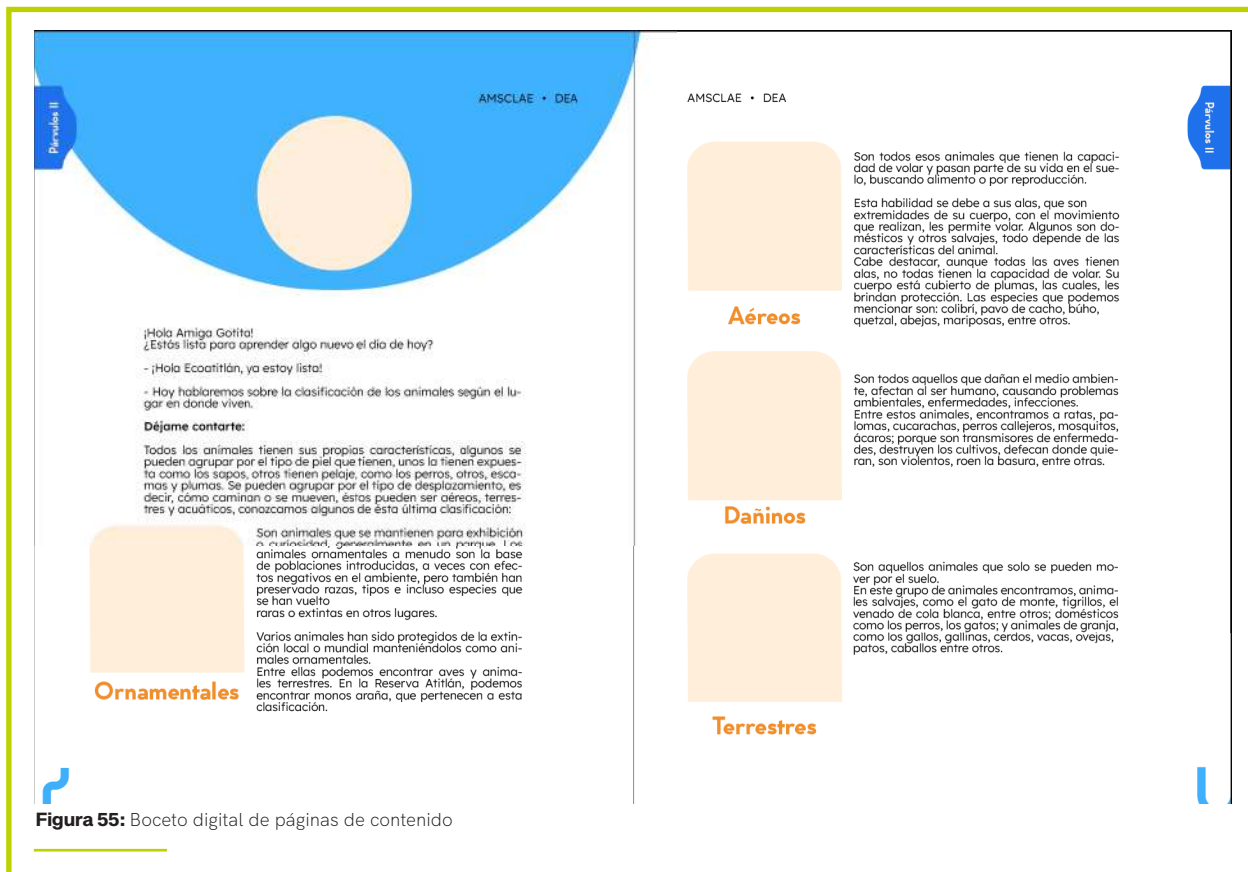 AMSCLAE • DEA
Párvulos II
¡Hola Amiga Gotita!
¿Estás lista para aprender algo nuevo el día de hoy?
- ¡Hola Ecoatitlán, ya estoy lista!
- Hoy hablaremos sobre la clasificación de los animales según el lu-
gar en donde viven.
Déjame contarte:
Todos los animales tienen sus propias características, algunos se
pueden agrupar por el tipo de piel que tienen, unos la tienen expues-
ta como los sapos, otros tienen pelaje, como los perros, otros, esca-
mas y plumas. Se pueden agrupar por el tipo de desplazamiento, es
decir, cómo caminan o se mueven, éstos pueden ser aéreos, terres-
tres y acuáticos, conozcamos algunos de ésta última clasificación:
Son animales que se mantienen para exhibición
o curiosidad, generalmente en un parque. Los
animales ornamentales a menudo son la base
de poblaciones introducidas, a veces con efec-
tos negativos en el ambiente, pero también han
preservado razas, tipos e incluso especies que
se han vuelto
raras o extintas en otros lugares.
Varios animales han sido protegidos de la extin-
ción local o mundial manteniéndolos como ani-
males ornamentales.
Entre ellas podemos encontrar aves y anima-
les terrestres. En la Reserva Atitlán, podemos
encontrar monos araña, que pertenecen a esta
clasificación.
Ornamentales
AMSCLAE • DEA
Párvulos II
Son todos esos animales que tienen la capaci-
dad de volar y pasan parte de su vida en el sue-
lo, buscando alimento o por reproducción.
Esta habilidad se debe a sus alas, que son
extremidades de su cuerpo, con el movimiento
que realizan, les permite volar. Algunos son do-
mésticos y otros salvajes, todo depende de las
características del animal.
Cabe destacar, aunque todas las aves tienen
alas, no todas tienen la capacidad de volar. Su
cuerpo está cubierto de plumas, las cuales, les
brindan protección. Las especies que podemos
mencionar son: colibrí, pavo de cacho, búho,
quetzal, abejas, mariposas, entre otros.
Aéreos
Son todos aquellos que dañan el medio ambien-
te, afectan al ser humano, causando problemas
ambientales, enfermedades, infecciones.
Entre estos animales, encontramos a ratas, pa-
lomas, cucarachas, perros callejeros, mosquitos,
ácaros; porque son transmisores de enfermeda-
des, destruyen los cultivos, defecan donde quie-
ran, son violentos, roen la basura, entre otras.
Dañinos
Son aquellos animales que solo se pueden mo-
ver por el suelo.
En este grupo de animales encontramos, anima-
les salvajes, como el gato de monte, tigrillos, el
venado de cola blanca, entre otros; domésticos
como los perros, los gatos; y animales de granja,
como los gallos, gallinas, cerdos, vacas, ovejas,
patos, caballos entre otros.
Terrestres
Figura 55: Boceto digital de páginas de contenido